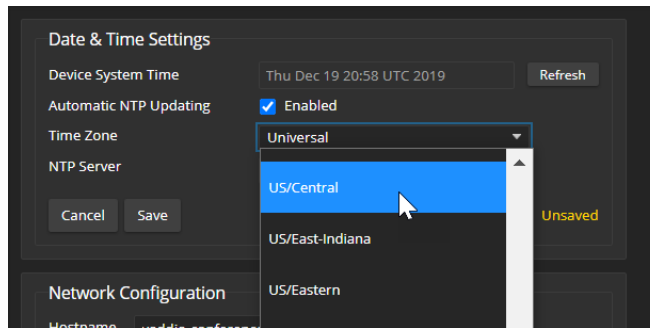 Date & Time Settings
Device System Time Thu Dec 19 20:58 UTC 2019 Refresh
Automatic NTP Updating Enabled
Time Zone Universal
NTP Server
US/Central
Cancel Save Unsaved
US/East-Indiana
Network Configuration US/Eastern
Hostname